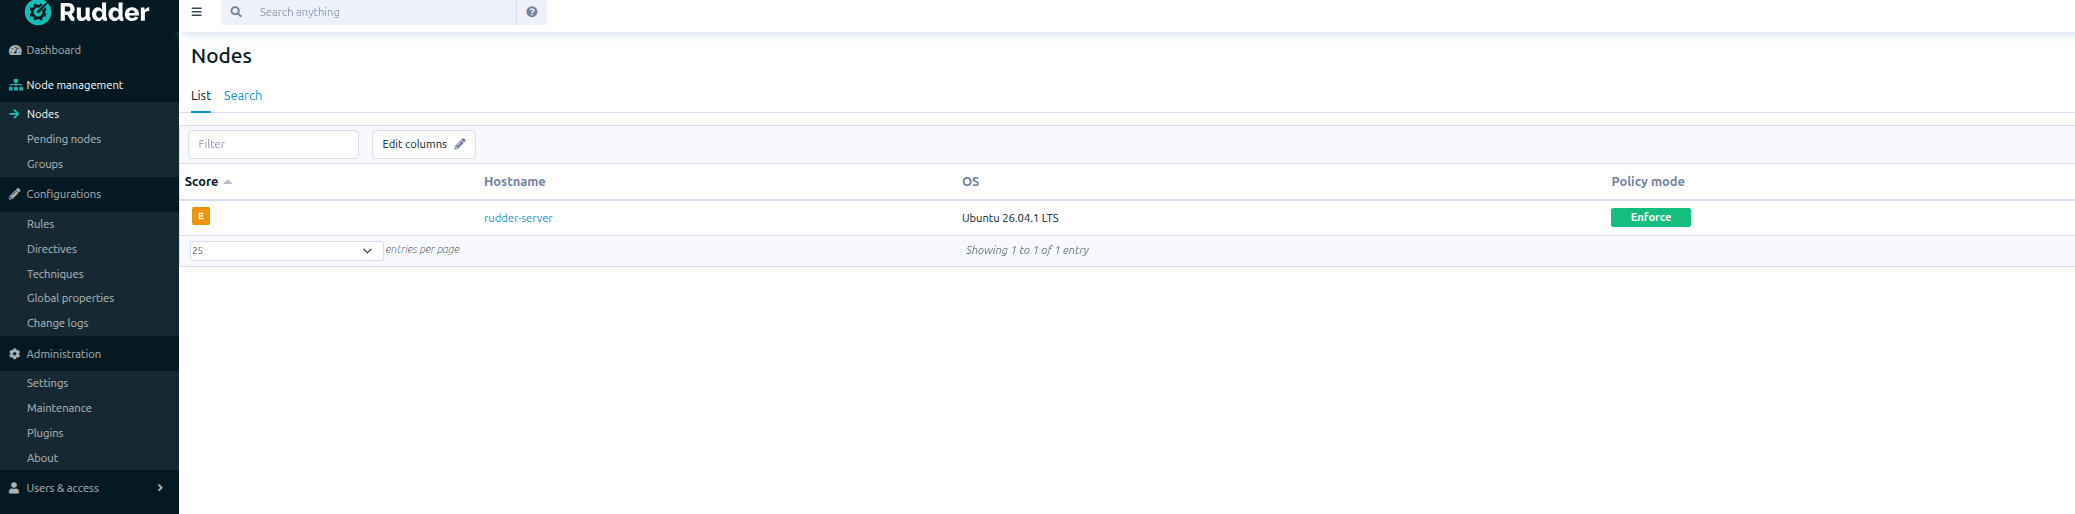 Rudder
Search anything
Dashboard
Node management
Nodes
Pending nodes
Groups
Configurations
Rules
Directives
Techniques
Global properties
Change logs
Administration
Settings
Maintenance
Plugins
About
Users & access
Nodes
List Search
Filter Edit columns
Score Hostname OS Policy mode
E rudder-server Ubuntu 26.04.1 LTS Enforce
25 entries per page Showing 1 to 1 of 1 entry